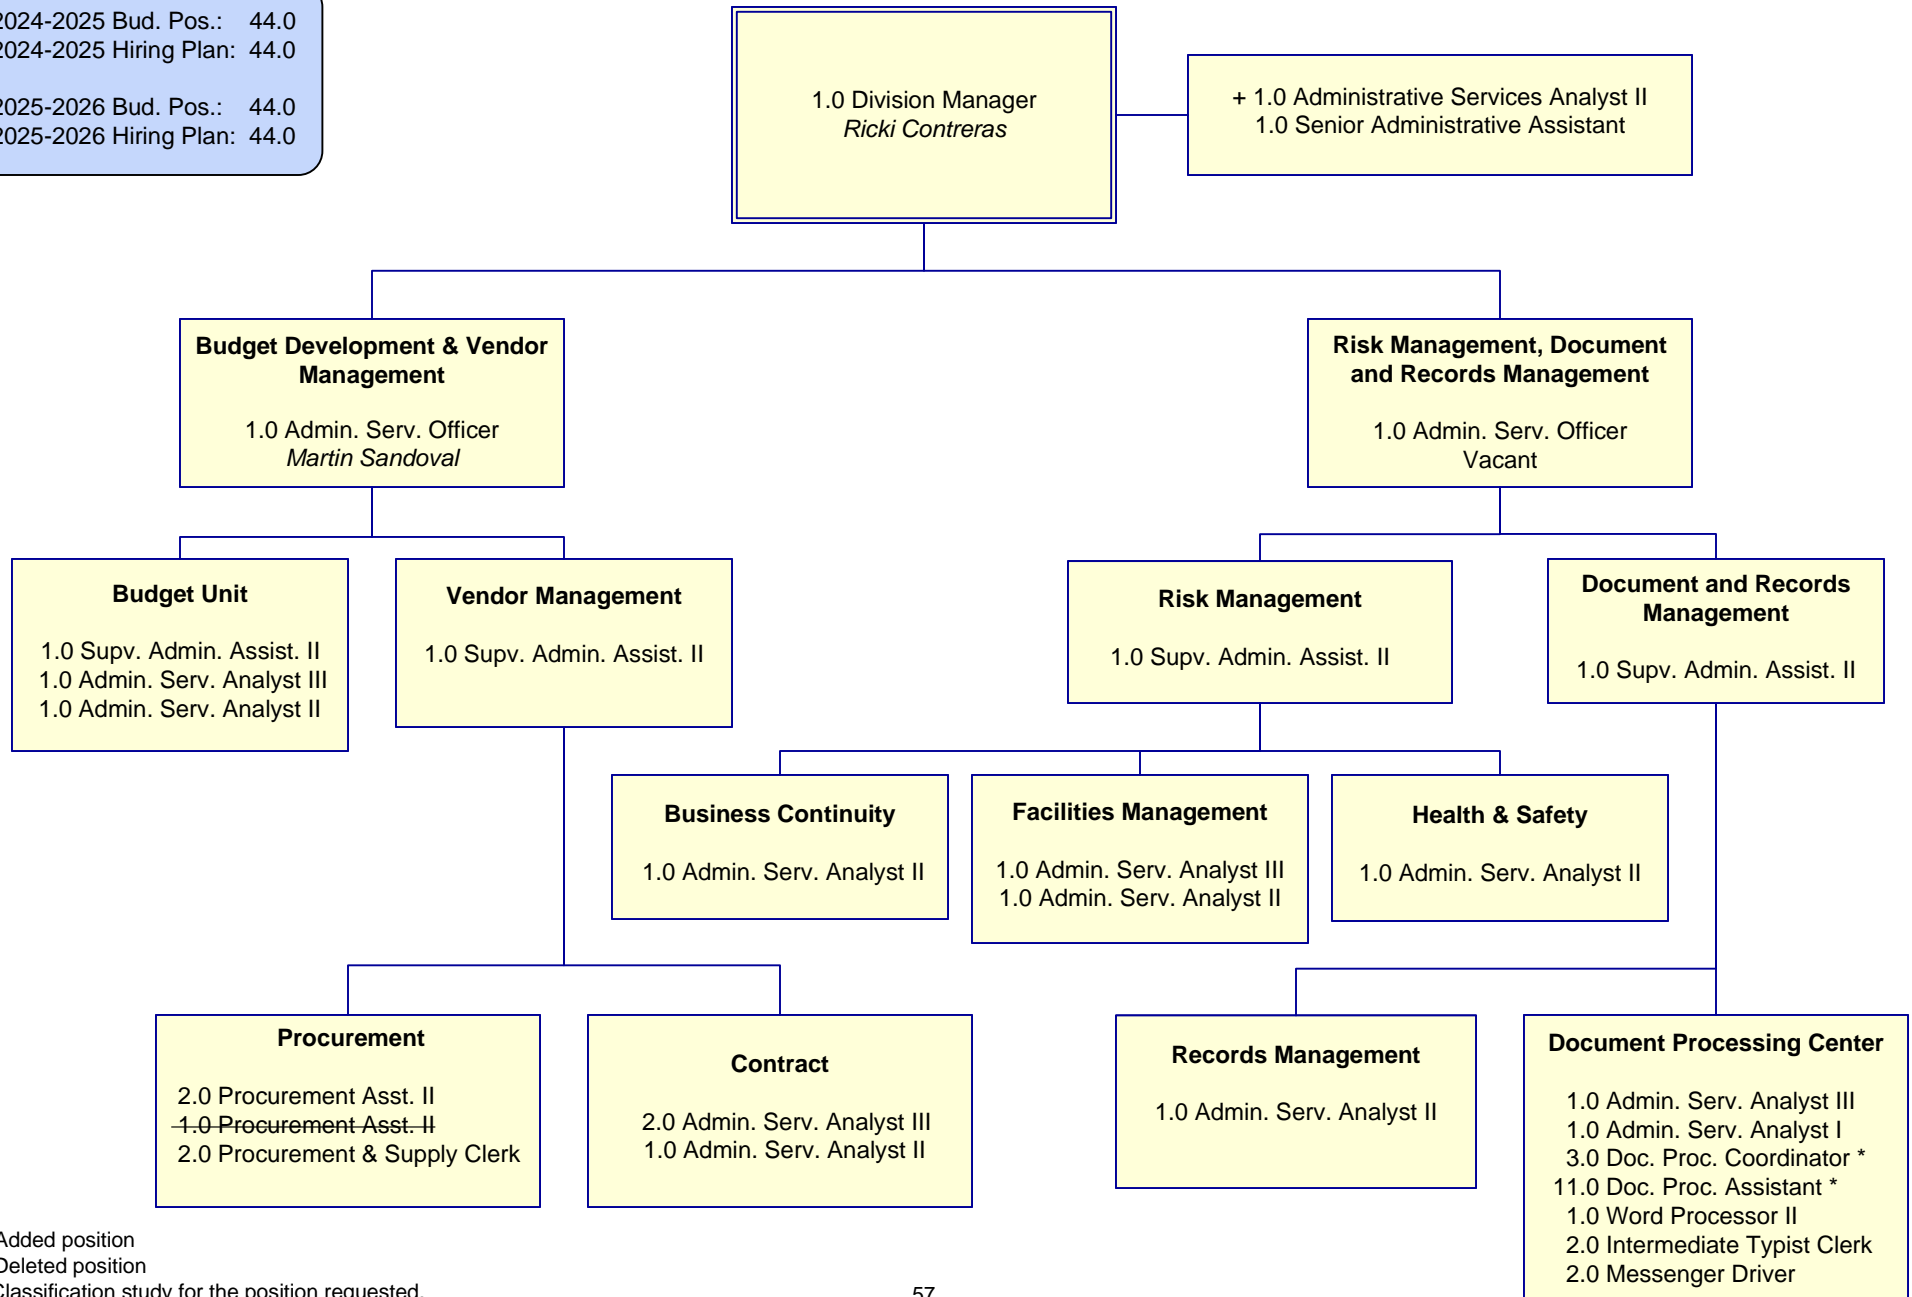 2024-2025 Bud. Pos.: 44.0
2024-2025 Hiring Plan: 44.0
2025-2026 Bud. Pos.: 44.0
2025-2026 Hiring Plan: 44.0
1.0 Division Manager
Ricki Contreras
+ 1.0 Administrative Services Analyst II
1.0 Senior Administrative Assistant
Budget Development & Vendor
Management
1.0 Admin. Serv. Officer
Martin Sandoval
Risk Management, Document
and Records Management
1.0 Admin. Serv. Officer
Vacant
Budget Unit
1.0 Supv. Admin. Assist. II
1.0 Admin. Serv. Analyst III
1.0 Admin. Serv. Analyst II
Vendor Management
1.0 Supv. Admin. Assist. II
Risk Management
1.0 Supv. Admin. Assist. II
Document and Records
Management
1.0 Supv. Admin. Assist. II
Business Continuity
1.0 Admin. Serv. Analyst II
Facilities Management
1.0 Admin. Serv. Analyst III
1.0 Admin. Serv. Analyst II
Health & Safety
1.0 Admin. Serv. Analyst II
Procurement
2.0 Procurement Asst. II
1.0 Procurement Asst. II
2.0 Procurement & Supply Clerk
Contract
2.0 Admin. Serv. Analyst III
1.0 Admin. Serv. Analyst II
Records Management
1.0 Admin. Serv. Analyst II
Document Processing Center
1.0 Admin. Serv. Analyst III
1.0 Admin. Serv. Analyst I
3.0 Doc. Proc. Coordinator *
11.0 Doc. Proc. Assistant *
1.0 Word Processor II
2.0 Intermediate Typist Clerk
2.0 Messenger Driver
Added position
Deleted position
Classification study for the position requested.
57